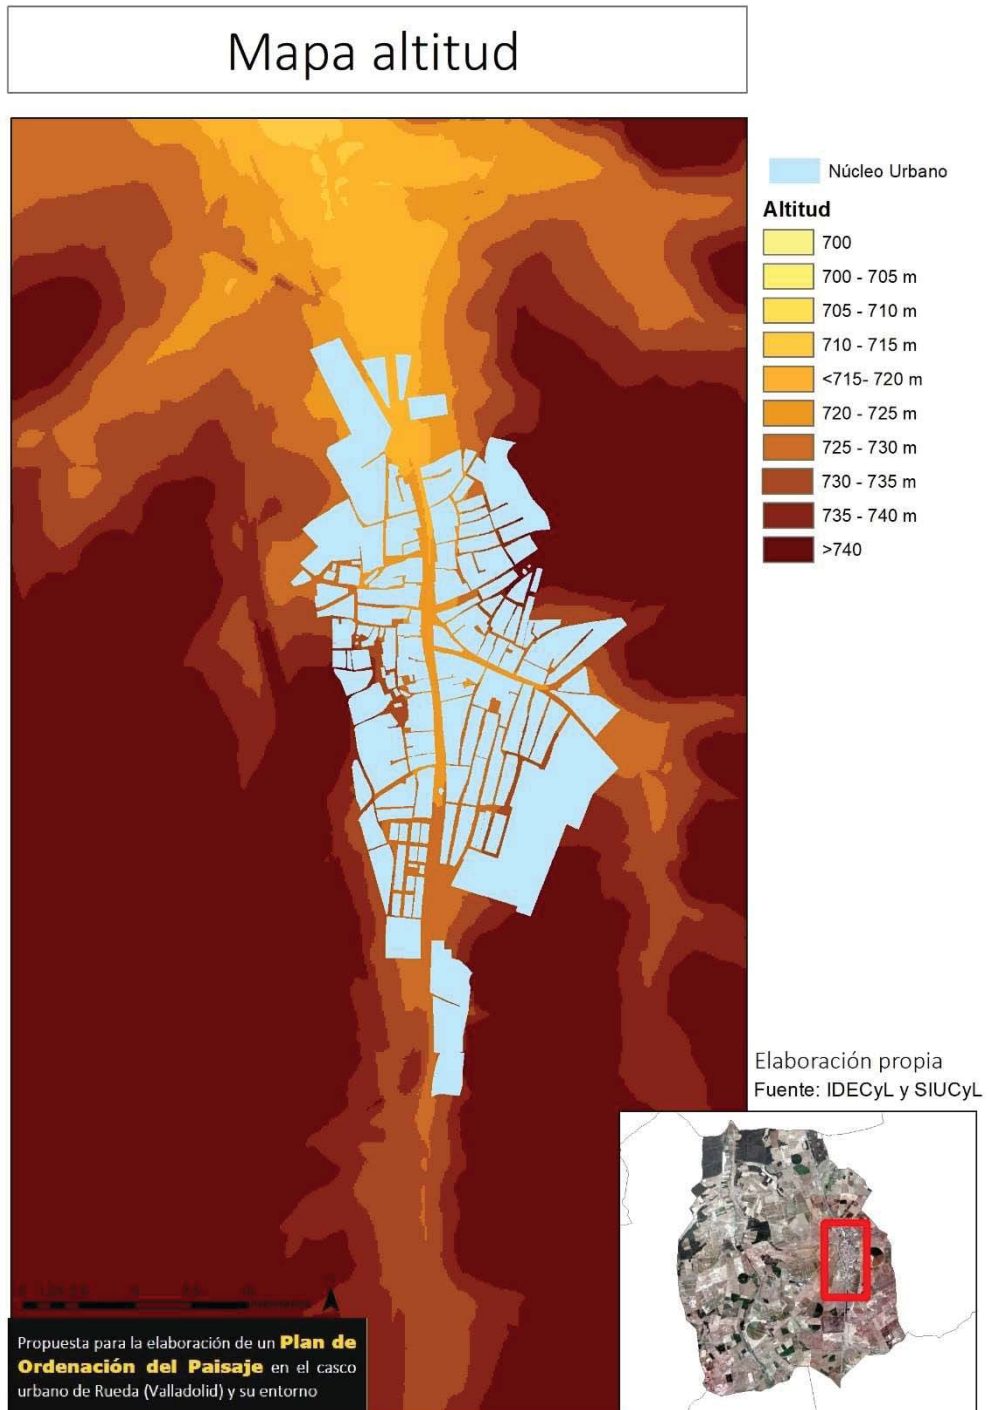 Mapa altitud
Núcleo Urbano
Altitud
700
700 - 705 m
705 - 710 m
710 - 715 m
<715- 720 m
720 - 725 m
725 - 730 m
730 - 735 m
735 - 740 m
>740
Elaboración propia
Fuente: IDECyL y SIUCyL
Propuesta para la elaboración de un Plan de
Ordenación del Paisaje en el casco
urbano de Rueda (Valladolid) y su entorno